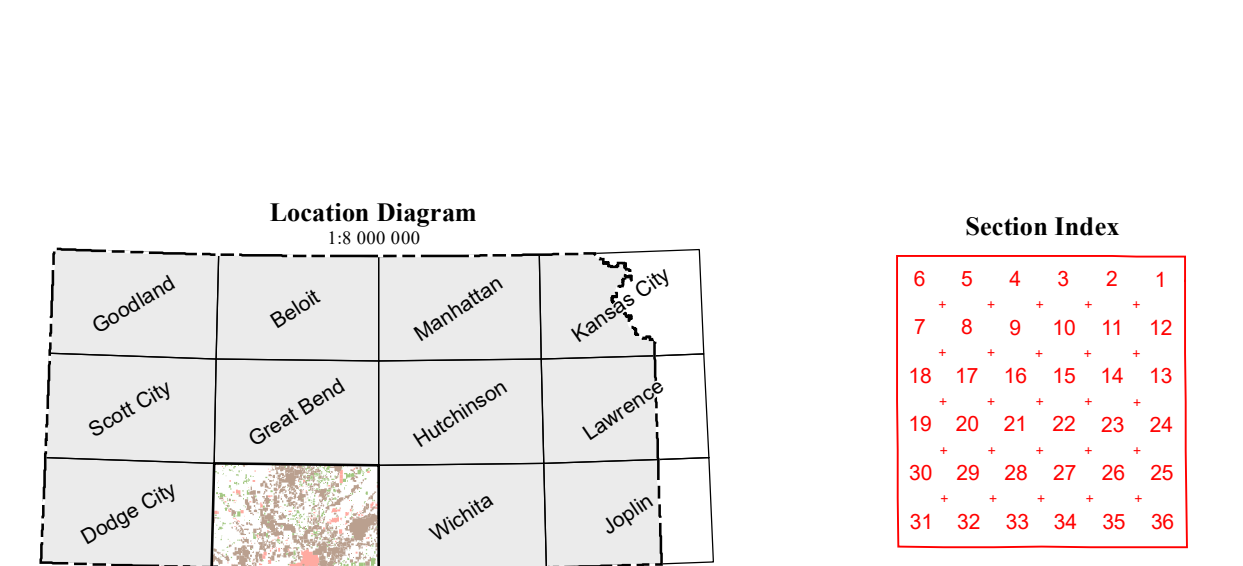 Location Diagram
1:8 000 000
Goodland
Beloit
Manhattan
Kansas City
Scott City
Great Bend
Hutchinson
Lawrence
Dodge City
Wichita
Joplin
Section Index
6 5 4 3 2 1
7 8 9 10 11 12
18 17 16 15 14 13
19 20 21 22 23 24
30 29 28 27 26 25
31 32 33 34 35 36